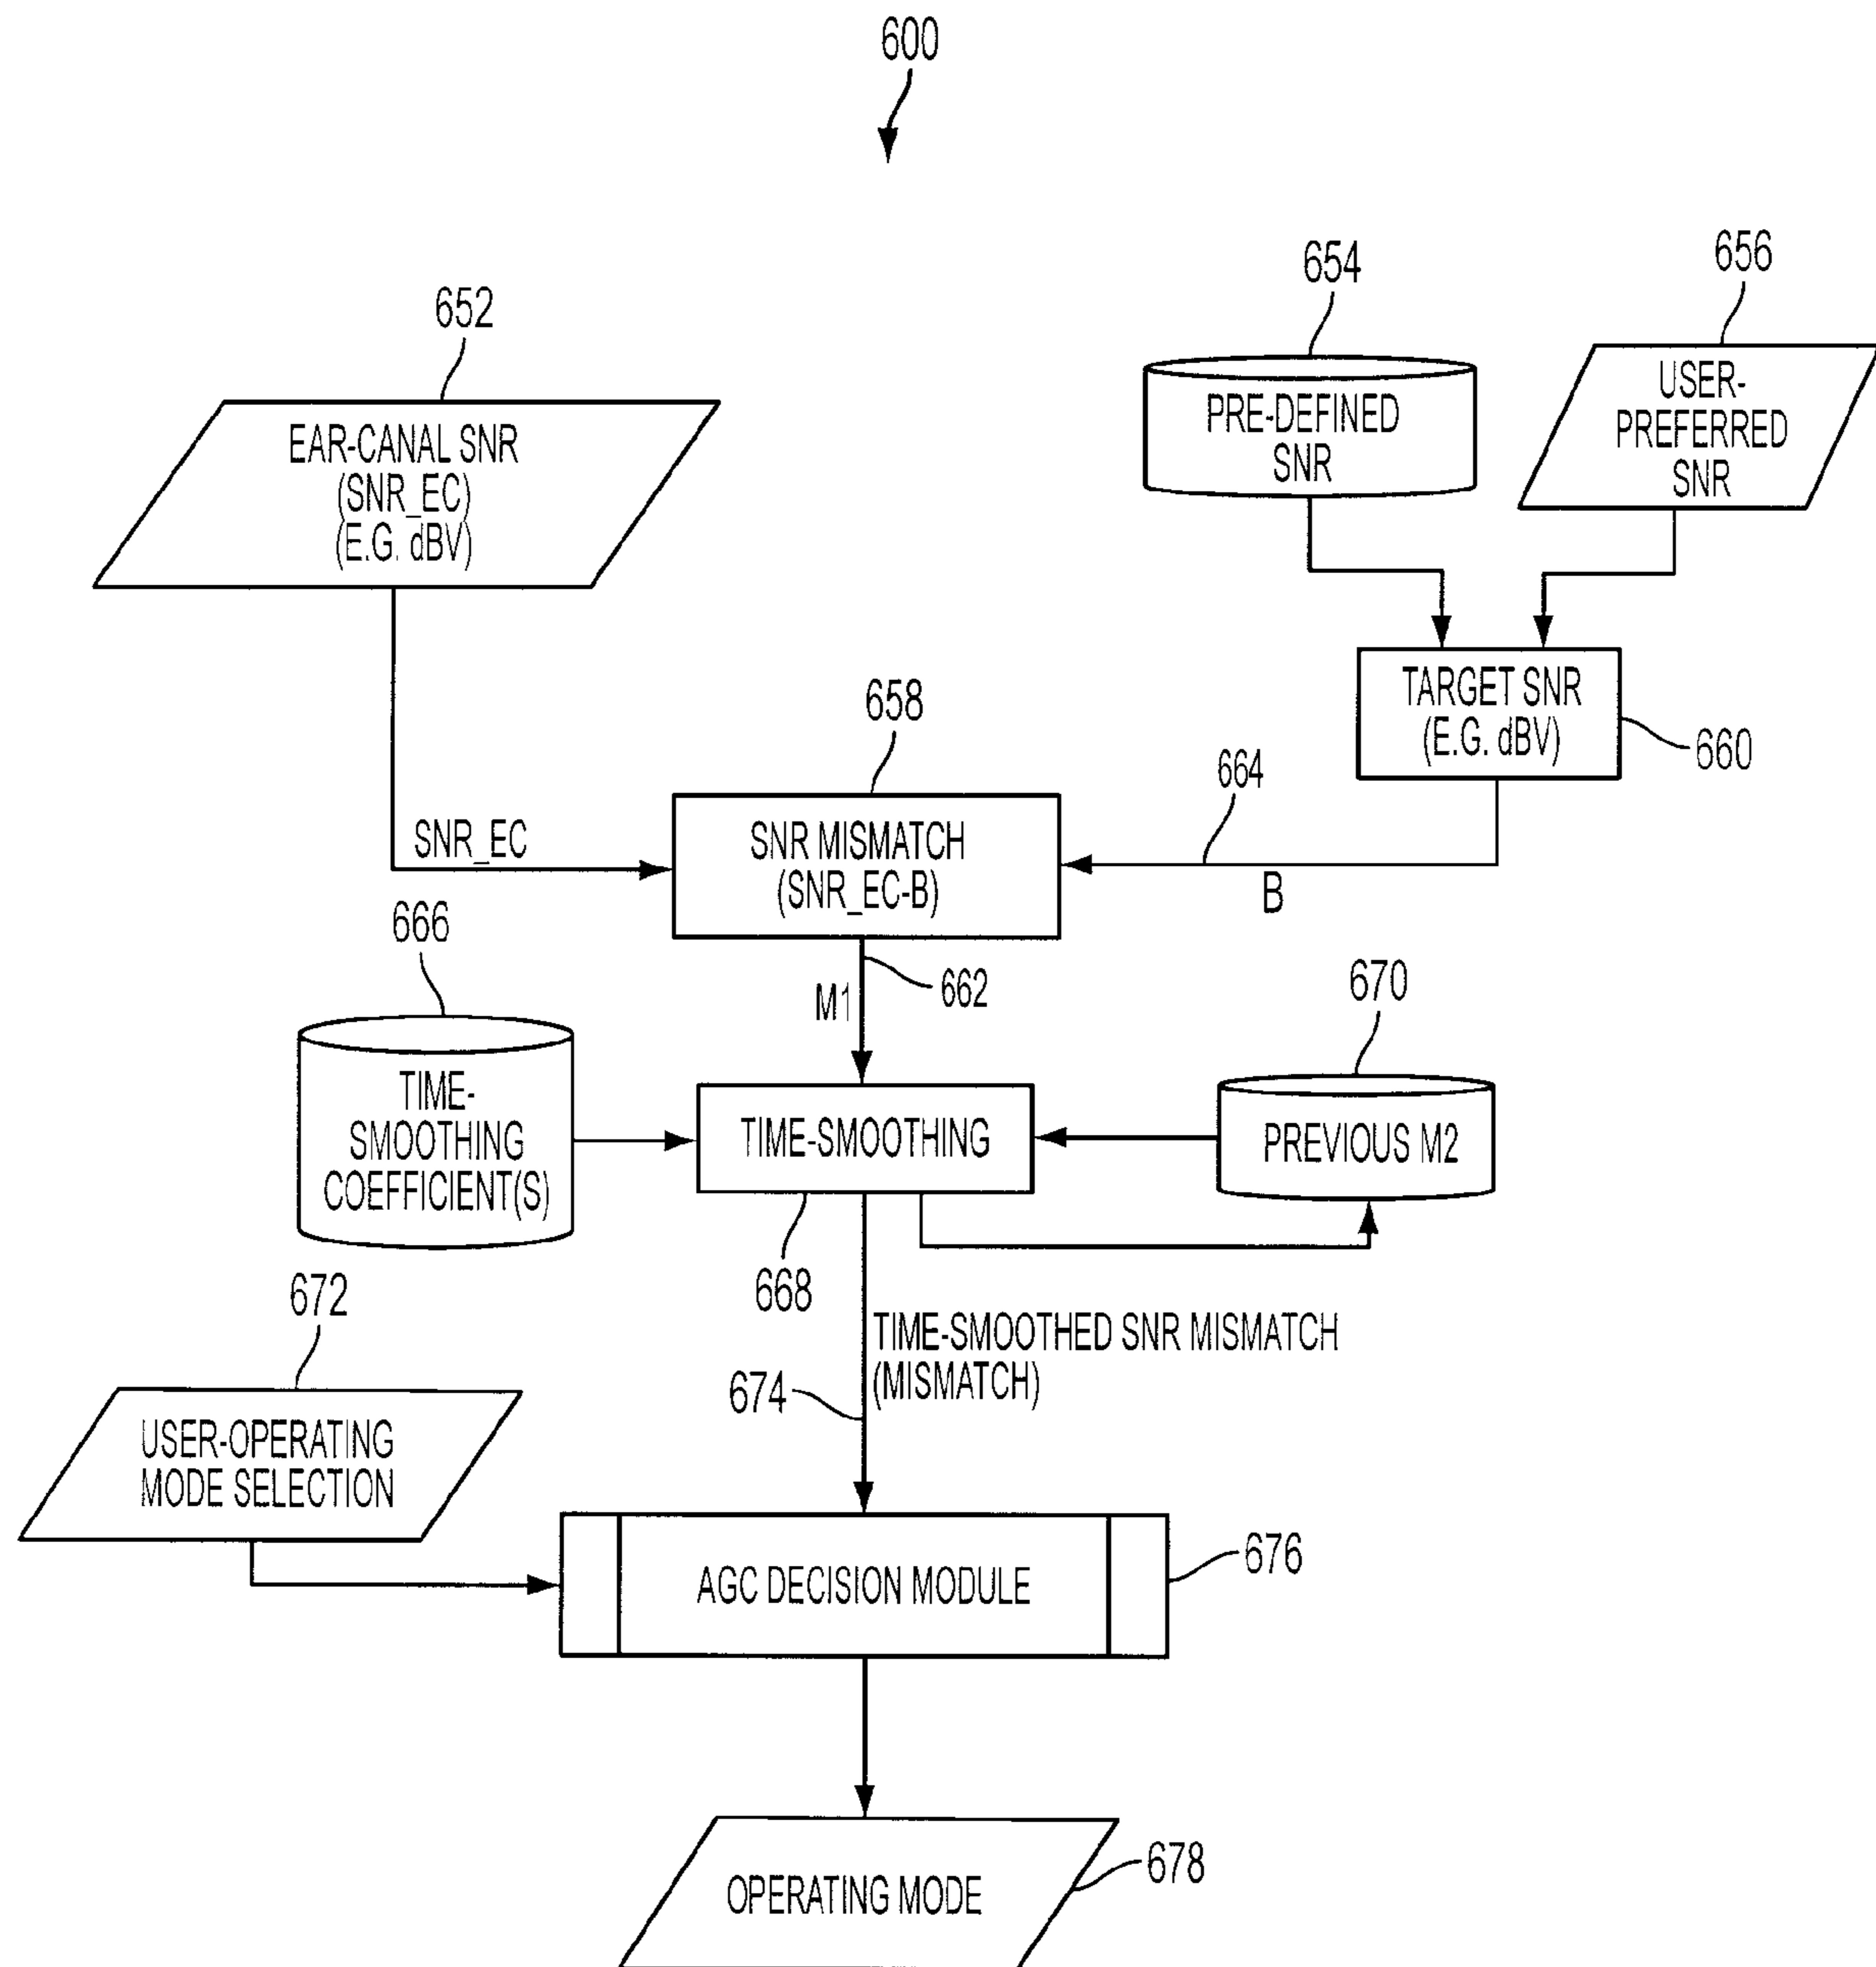 600
652
EAR-CANAL SNR
(SNR_EC)
(E.G. dBV)
654
PRE-DEFINED
SNR
656
USER-
PREFERRED
SNR
TARGET SNR
(E.G. dBV)
660
658
664
SNR_EC
SNR MISMATCH
(SNR_EC-B)
B
666
M1
662
670
TIME-
SMOOTHING
COEFFICIENT(S)
TIME-SMOOTHING
PREVIOUS M2
668
672
TIME-SMOOTHED SNR MISMATCH
(MISMATCH)
674
USER-OPERATING
MODE SELECTION
AGC DECISION MODULE
676
OPERATING MODE
678